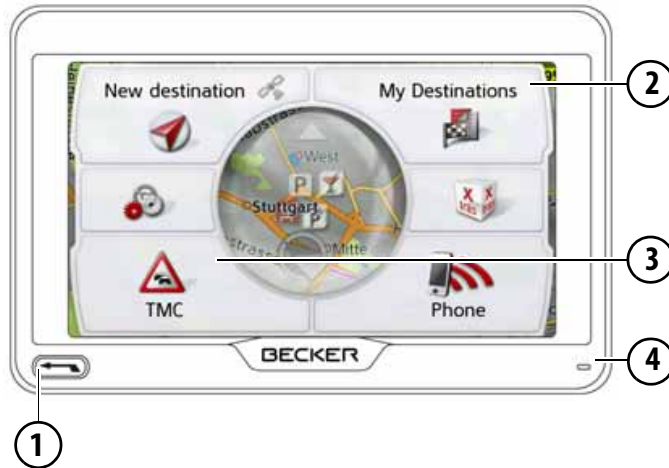 New destination
My Destinations
2
West
P
Stuttgart
P
Mitte
3
TMC
Phone
BECKER
4
1